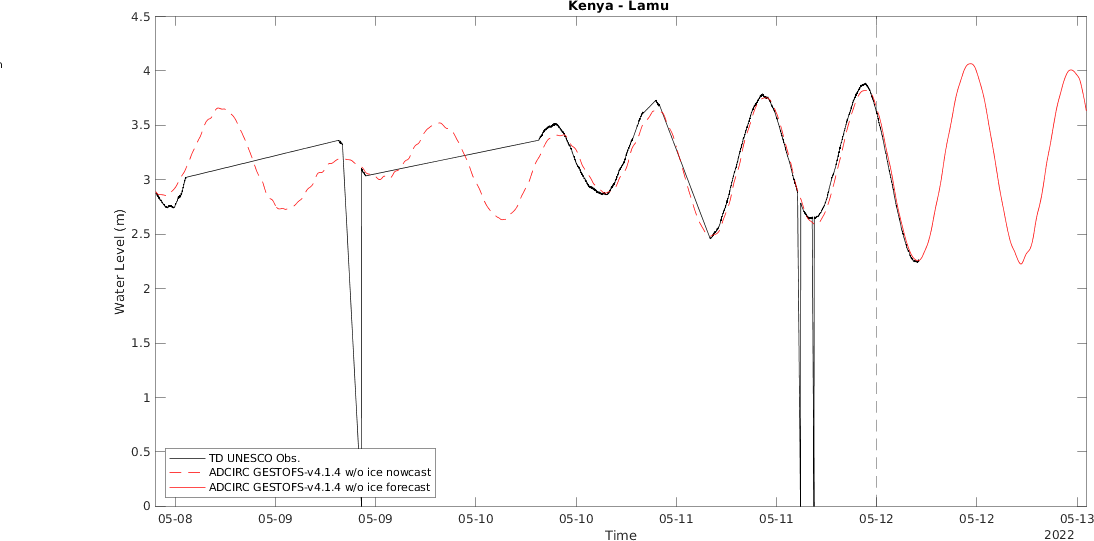 Kenya - Lamu
4.5
4
3.5
3
2.5
2
1.5
1
0.5
0
Water Level (m)
TD UNESCO Obs.
ADCIRC GESTOFS-v4.1.4 w/o ice nowcast
ADCIRC GESTOFS-v4.1.4 w/o ice forecast
05-08 05-09 05-09 05-10 05-10 05-11 05-11 05-12 05-12 05-13
Time
2022